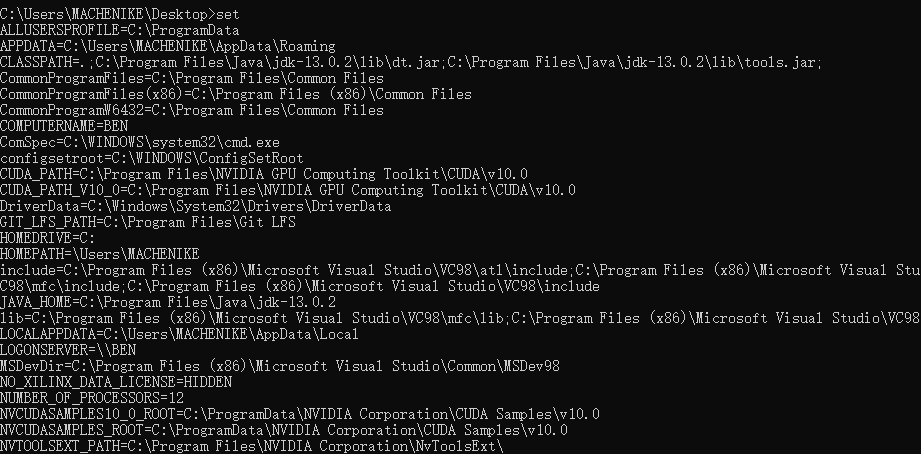 C:\Users\MACHENIKE\Desktop>set
ALLUSERSPROFILE=C:\ProgramData
APPDATA=C:\Users\MACHENIKE\AppData\Roaming
CLASSPATH=.;C:\Program Files\Java\jdk-13.0.2\lib\dt.jar;C:\Program Files\Java\jdk-13.0.2\lib\tools.jar;
CommonProgramFiles=C:\Program Files\Common Files
CommonProgramFiles(x86)=C:\Program Files (x86)\Common Files
CommonProgramW6432=C:\Program Files\Common Files
COMPUTERNAME=BEN
ComSpec=C:\WINDOWS\system32\cmd.exe
configsetroot=C:\WINDOWS\ConfigSetRoot
CUDA_PATH=C:\Program Files\NVIDIA GPU Computing Toolkit\CUDA\v10.0
CUDA_PATH_V10_0=C:\Program Files\NVIDIA GPU Computing Toolkit\CUDA\v10.0
DriverData=C:\Windows\System32\Drivers\DriverData
GIT_LFS_PATH=C:\Program Files\Git LFS
HOMEDRIVE=C:
HOMEPATH=\Users\MACHENIKE
include=C:\Program Files (x86)\Microsoft Visual Studio\VC98\atl\include;C:\Program Files (x86)\Microsoft Visual Stu
C98\mfc\include;C:\Program Files (x86)\Microsoft Visual Studio\VC98\include
JAVA_HOME=C:\Program Files\Java\jdk-13.0.2
lib=C:\Program Files (x86)\Microsoft Visual Studio\VC98\mfc\lib;C:\Program Files (x86)\Microsoft Visual Studio\VC98
LOCALAPPDATA=C:\Users\MACHENIKE\AppData\Local
LOGONSERVER=\\BEN
MSDevDir=C:\Program Files (x86)\Microsoft Visual Studio\Common\MSDev98
NO_XILINX_DATA_LICENSE=HIDDEN
NUMBER_OF_PROCESSORS=12
NVCUDASAMPLES10_0_ROOT=C:\ProgramData\NVIDIA Corporation\CUDA Samples\v10.0
NVCUDASAMPLES_ROOT=C:\ProgramData\NVIDIA Corporation\CUDA Samples\v10.0
NVTOOLSEXT_PATH=C:\Program Files\NVIDIA Corporation\NvToolsExt\